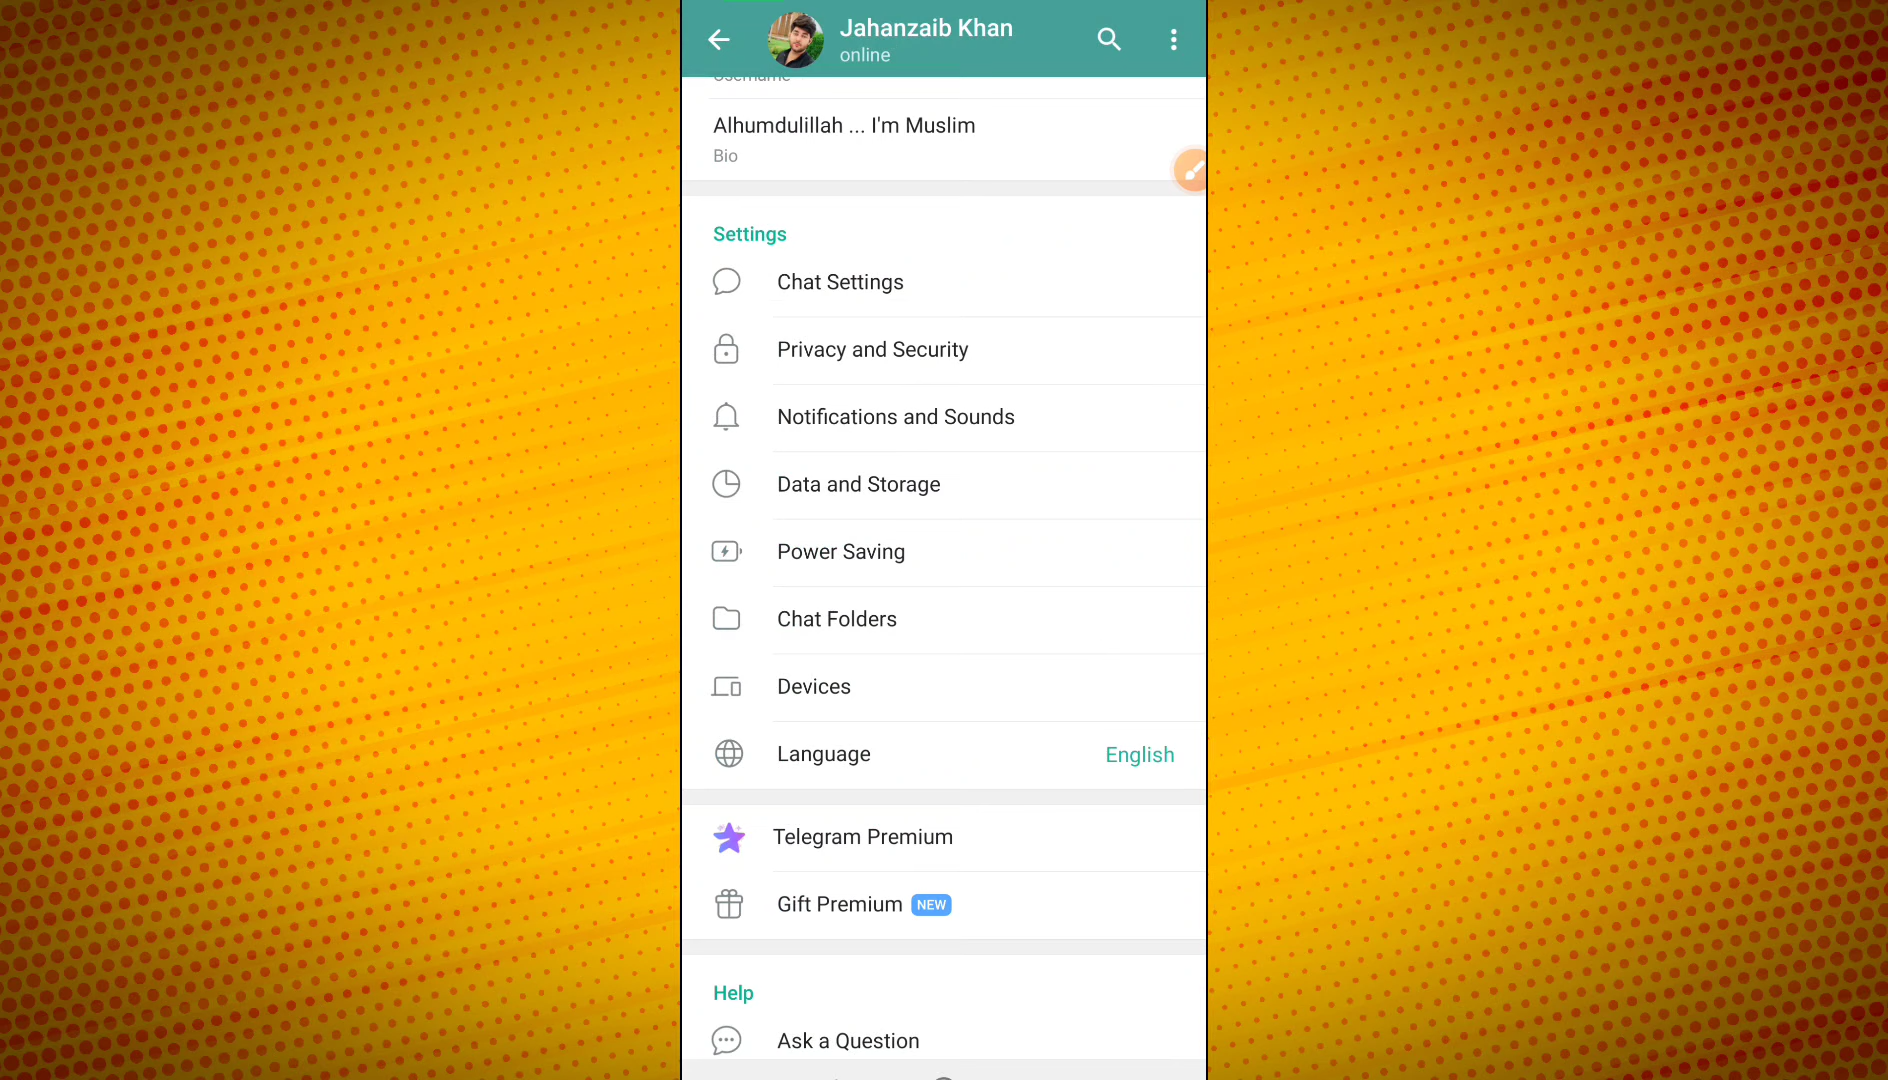 Jahanzaib Khan
online
Username
Alhumdulillah ... I'm Muslim
Bio
Settings
Chat Settings
Privacy and Security
Notifications and Sounds
Data and Storage
Power Saving
Chat Folders
Devices
Language English
Telegram Premium
Gift Premium NEW
Help
Ask a Question